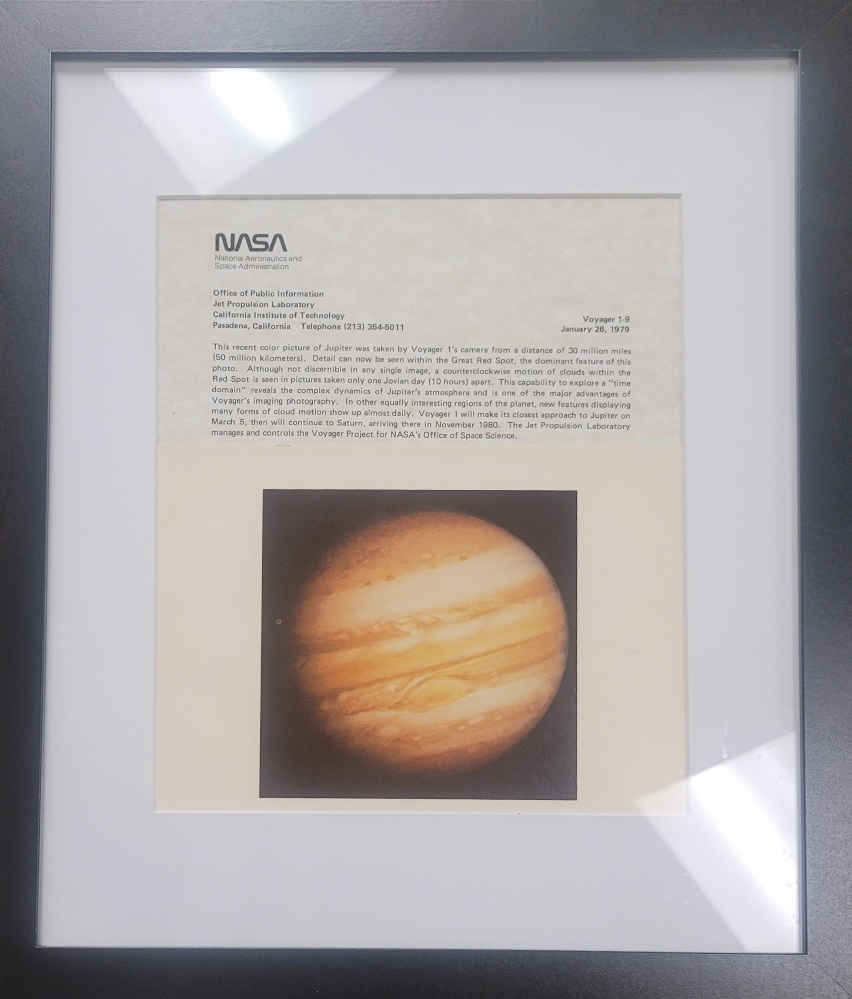 NASA
National Aeronautics and
Space Administration
Office of Public Information
Jet Propulsion Laboratory
California Institute of Technology
Pasadena, California Telephone (213) 354-5011
Voyager 1-9
January 26, 1979
This recent color picture of Jupiter was taken by Voyager 1's camera from a distance of 30 million miles
(50 million kilometers). Detail can now be seen within the Great Red Spot, the dominant feature of this
photo. Although not discernible in any single image, a counterclockwise motion of clouds within the
Red Spot is seen in pictures taken only one Jovian day (10 hours) apart. This capability to explore a "time
domain" reveals the complex dynamics of Jupiter's atmosphere and is one of the major advantages of
Voyager's imaging photography. In other equally interesting regions of the planet, new features displaying
many forms of cloud motion show up almost daily. Voyager 1 will make its closest approach to Jupiter on
March 5, then will continue to Saturn, arriving there in November 1980. The Jet Propulsion Laboratory
manages and controls the Voyager Project for NASA's Office of Space Science.